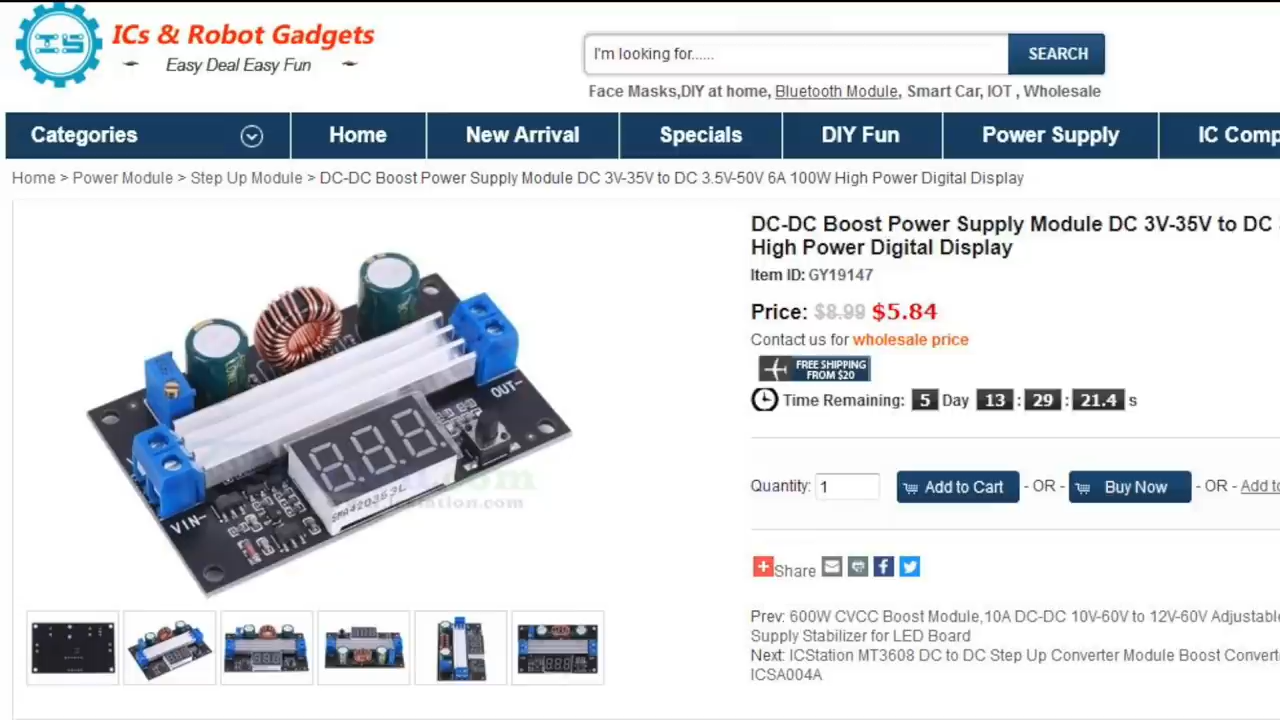 IS
ICs & Robot Gadgets
Easy Deal Easy Fun
I'm looking for......
SEARCH
Face Masks,DIY at home, Bluetooth Module, Smart Car, IOT , Wholesale
Categories
Home
New Arrival
Specials
DIY Fun
Power Supply
IC Comp
Home > Power Module > Step Up Module > DC-DC Boost Power Supply Module DC 3V-35V to DC 3.5V-50V 6A 100W High Power Digital Display
DC-DC Boost Power Supply Module DC 3V-35V to DC
High Power Digital Display
Item ID: GY19147
Price: $8.99 $5.84
Contact us for wholesale price
FREE SHIPPING
FROM $20
Time Remaining: 5 Day 13 : 29 : 21.4 s
Quantity: 1
Add to Cart
- OR -
Buy Now
- OR - Add to
Share
Prev: 600W CVCC Boost Module,10A DC-DC 10V-60V to 12V-60V Adjustable
Supply Stabilizer for LED Board
Next: ICStation MT3608 DC to DC Step Up Converter Module Boost Convert
ICSA004A
OUT-
VIN-
888